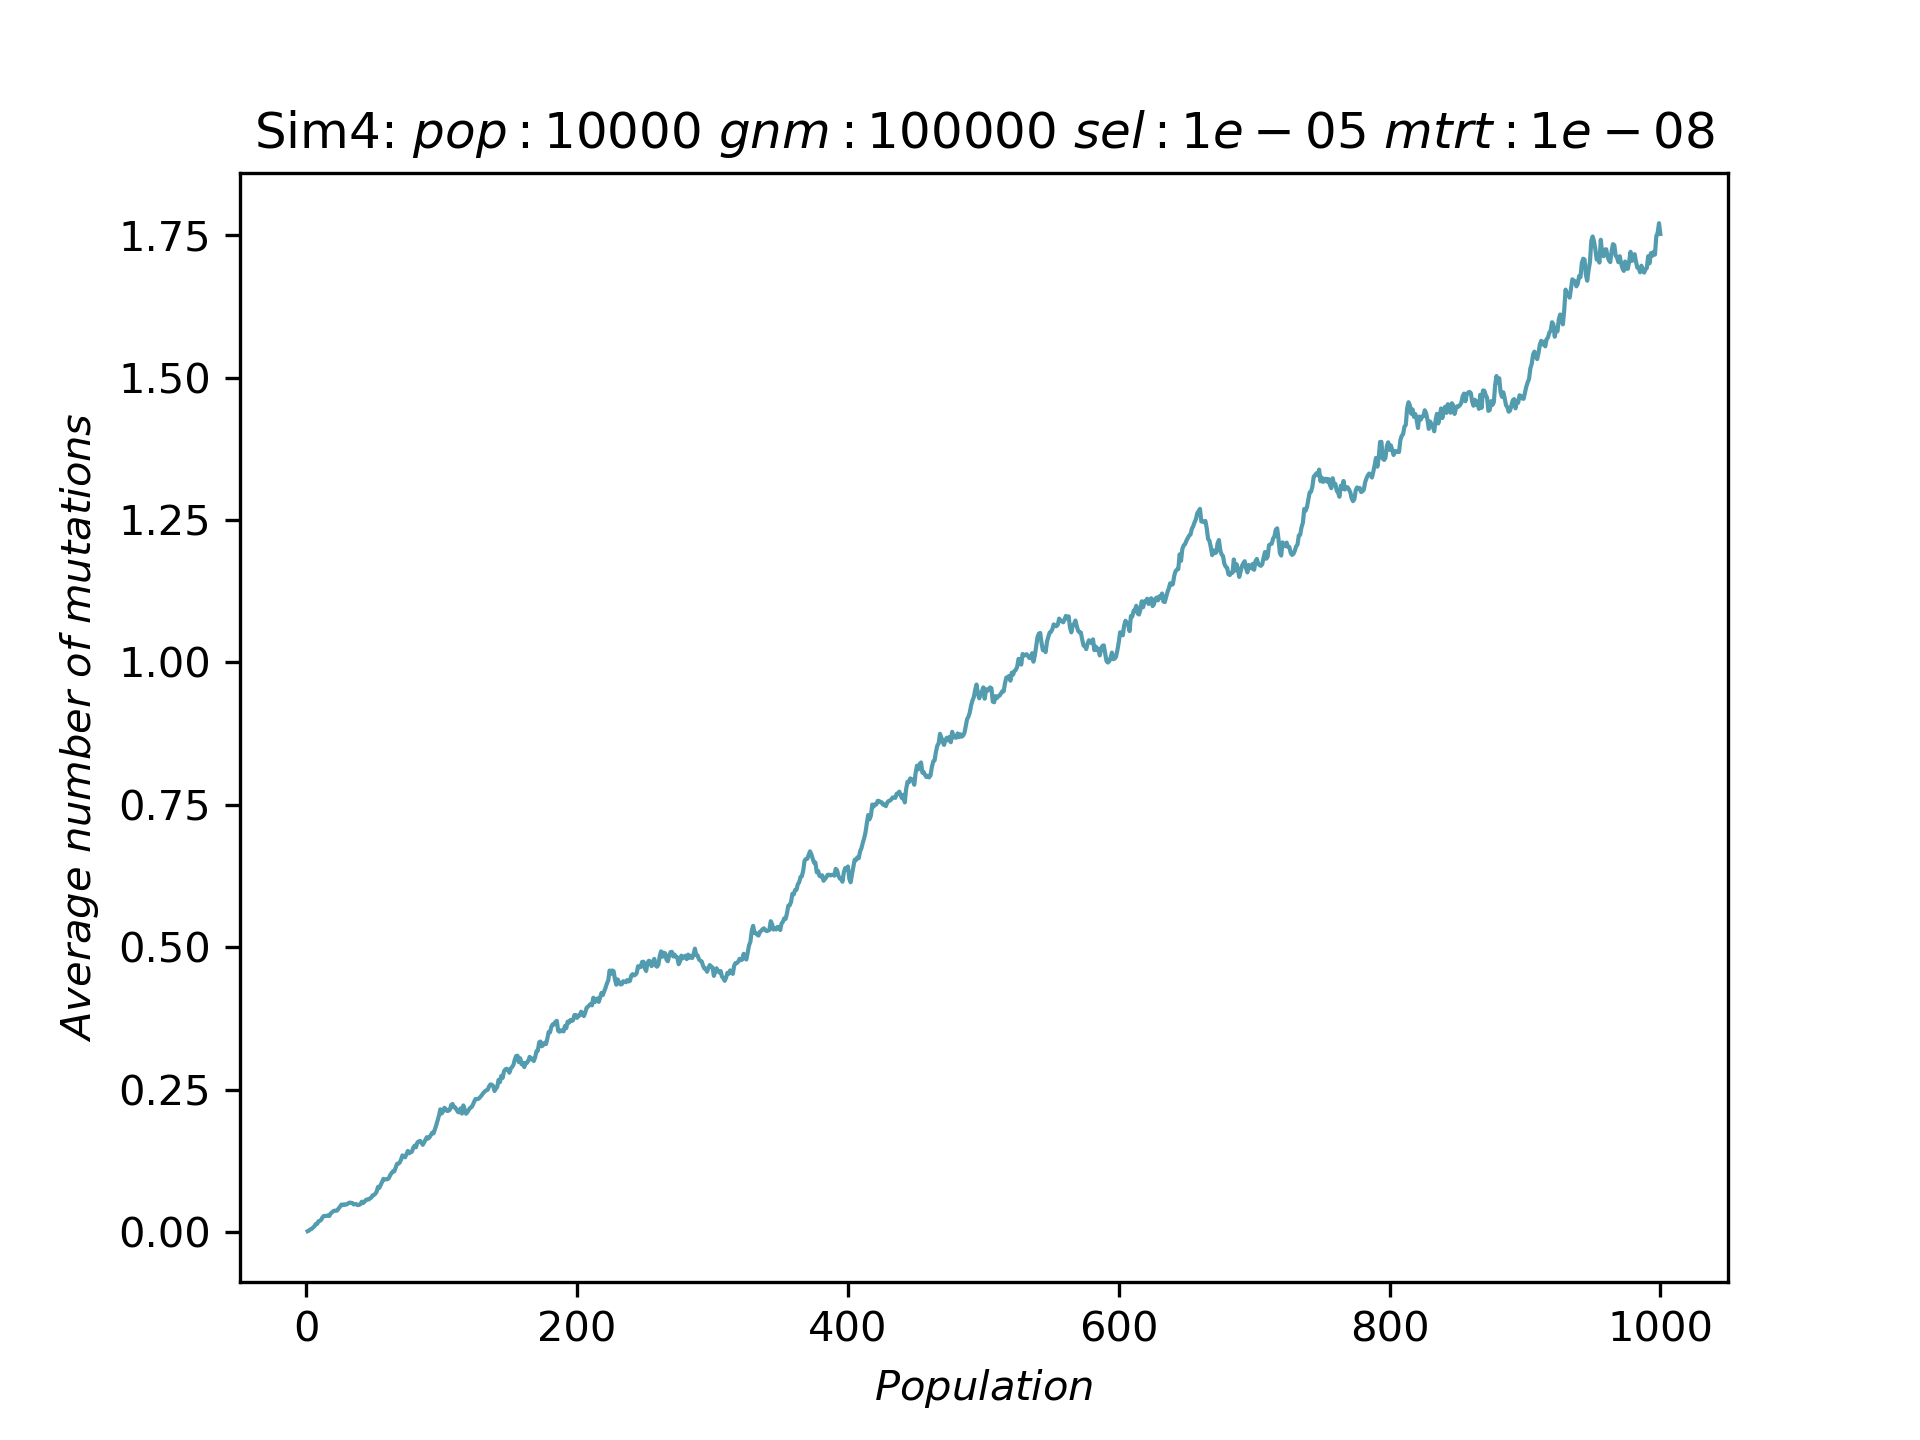 Sim4: pop : 10000 gnm : 100000 sel : 1e − 05 mtrt : 1e − 08
Average number of mutations
1.75
1.50
1.25
1.00
0.75
0.50
0.25
0.00
0 200 400 600 800 1000
Population